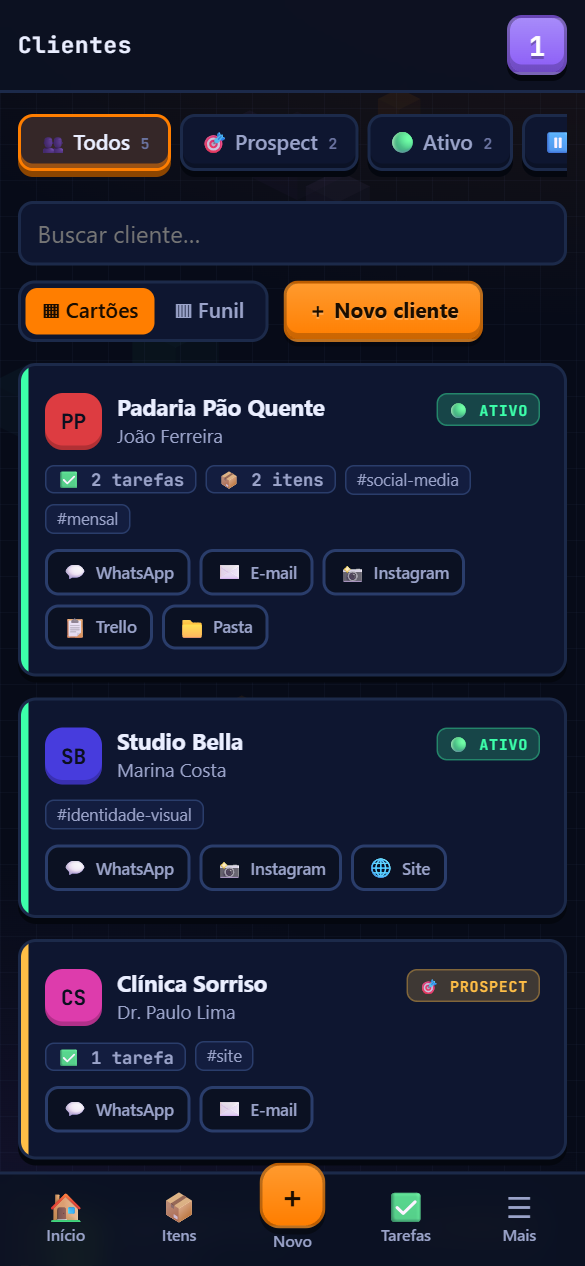 Clientes
1
Todos 5
Prospect 2
Ativo 2
Buscar cliente...
Cartões
Funil
+ Novo cliente
PP
Padaria Pão Quente
João Ferreira
ATIVO
2 tarefas
2 itens
#social-media
#mensal
WhatsApp
E-mail
Instagram
Trello
Pasta
SB
Studio Bella
Marina Costa
ATIVO
#identidade-visual
WhatsApp
Instagram
Site
CS
Clínica Sorriso
Dr. Paulo Lima
PROSPECT
1 tarefa
#site
WhatsApp
E-mail
Início
Itens
+
Novo
Tarefas
Mais